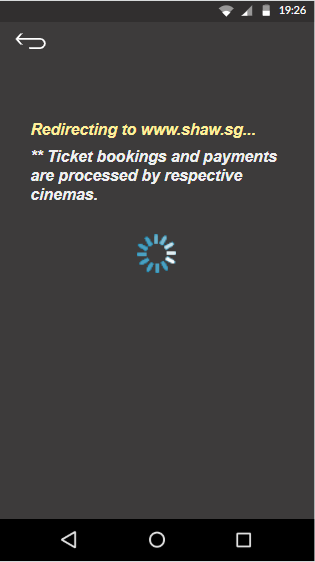 19:26
Redirecting to www.shaw.sg...
** Ticket bookings and payments
are processed by respective
cinemas.